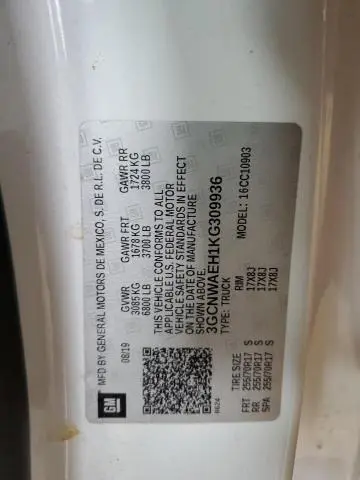 GM
MFD BY GENERAL MOTORS DE MEXICO, S. DE R.L. DE C.V.
08/19 GVWR GAWR FRT GAWR RR
3085 KG 1678 KG 1724 KG
6800 LB 3700 LB 3800 LB
THIS VEHICLE CONFORMS TO ALL
APPLICABLE U.S. FEDERAL MOTOR
VEHICLE SAFETY STANDARDS IN EFFECT
ON THE DATE OF MANUFACTURE
SHOWN ABOVE.
3GCNWAEH1KG309936
TYPE: TRUCK MODEL: 16CC10903
8624
TIRE SIZE RIM
FRT 255/70R17 S 17X8J
RR 255/70R17 S 17X8J
SPA 255/70R17 S 17X8J